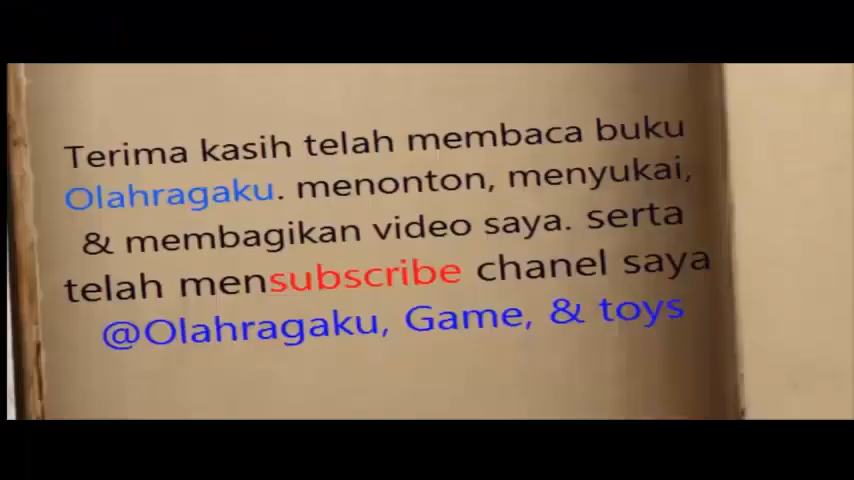 Terima kasih telah membaca buku
Olahragaku. menonton, menyukai,
& membagikan video saya. serta
telah mensubscribe chanel saya
@Olahragaku, Game, & toys